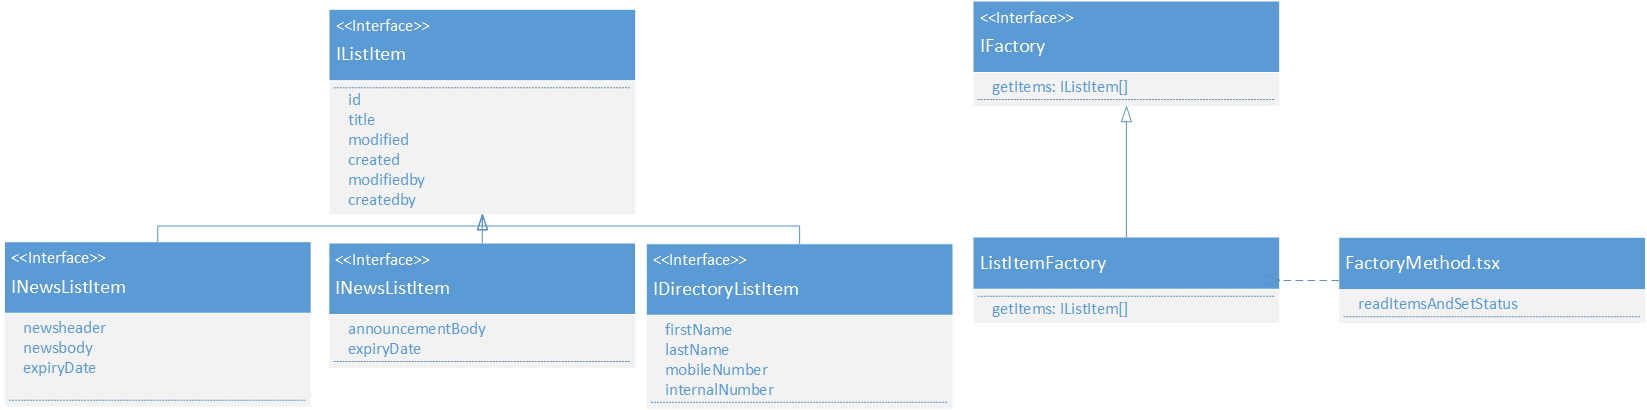 <<Interface>>
IListItem
id
title
modified
created
modifiedby
createdby
<<Interface>>
INewsListItem
newsheader
newsbody
expiryDate
<<Interface>>
INewsListItem
announcementBody
expiryDate
<<Interface>>
IDirectoryListItem
firstName
lastName
mobileNumber
internalNumber
<<Interface>>
IFactory
getItems: IListItem[]
ListItemFactory
getItems: IListItem[]
FactoryMethod.tsx
readItemsAndSetStatus